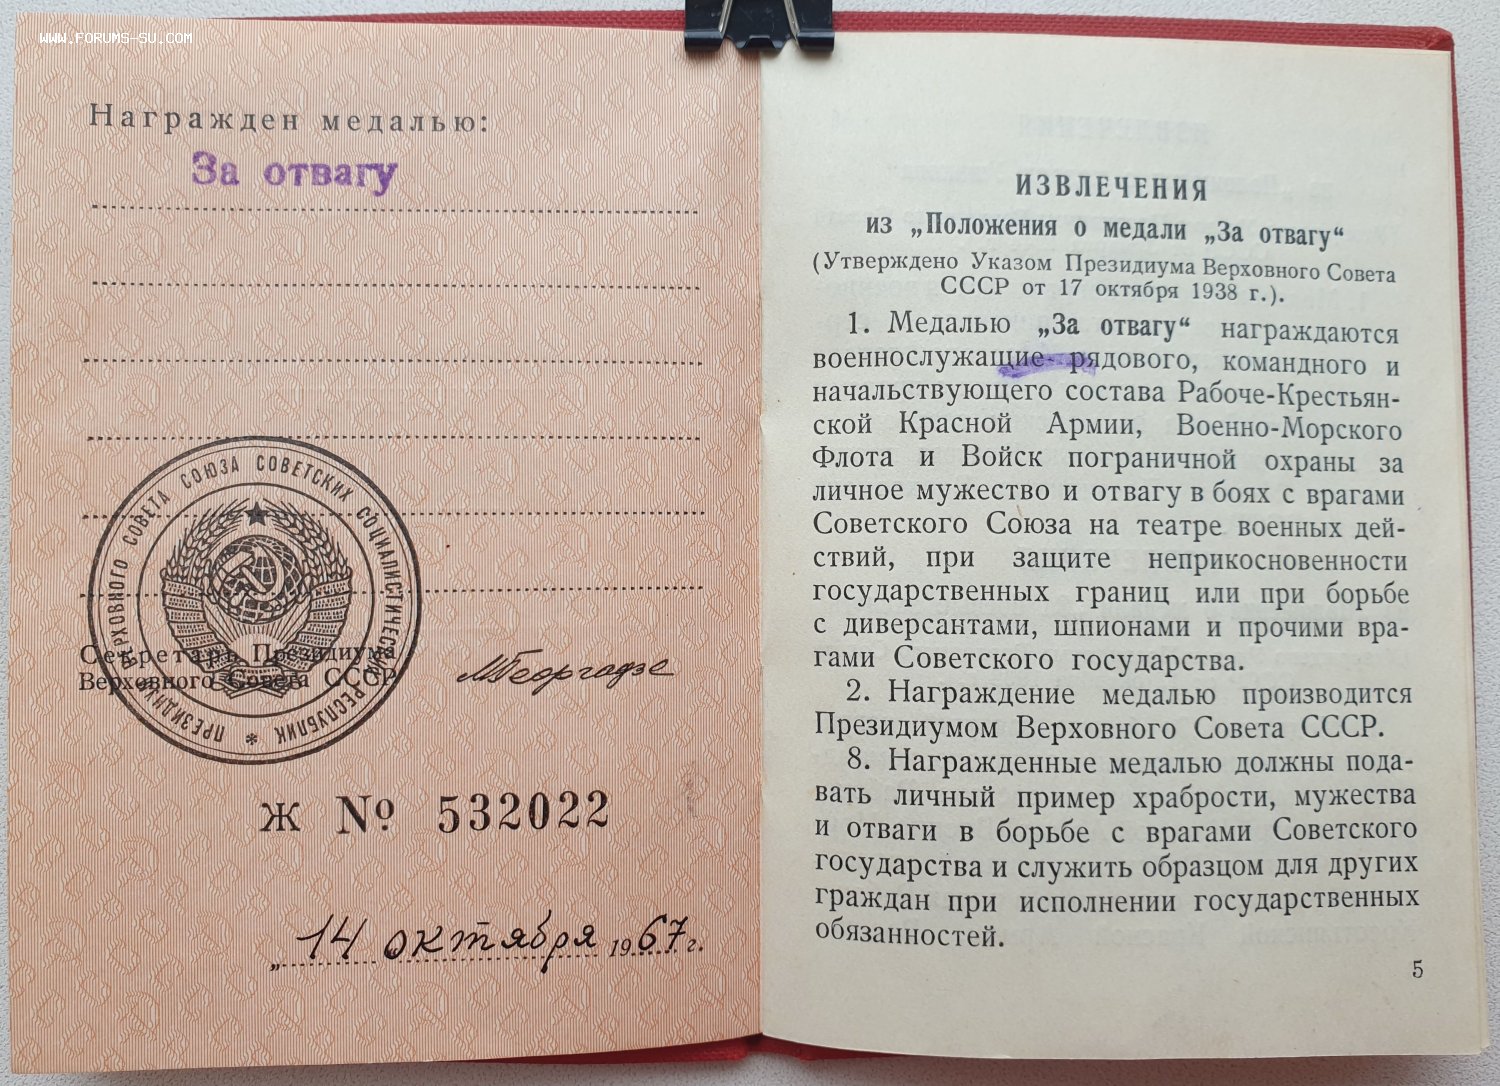 WWW.FORUMS-SU.COM
Награжден медалью:
За отвагу
ПРЕЗИДИУМ ВЕРХОВНОГО СОВЕТА СОЮЗА СОВЕТСКИХ СОЦИАЛИСТИЧЕСКИХ РЕСПУБЛИК
Секретарь Президиума
Верховного Совета СССР
МГеоргадзе
Ж № 532022
„14 октября 1967 г.
ИЗВЛЕЧЕНИЯ
из „Положения о медали „За отвагу“
(Утверждено Указом Президиума Верховного Совета
СССР от 17 октября 1938 г.).
1. Медалью „За отвагу“ награждаются
военнослужащие рядового, командного и
начальствующего состава Рабоче-Крестьян-
ской Красной Армии, Военно-Морского
Флота и Войск пограничной охраны за
личное мужество и отвагу в боях с врагами
Советского Союза на театре военных дей-
ствий, при защите неприкосновенности
государственных границ или при борьбе
с диверсантами, шпионами и прочими вра-
гами Советского государства.
2. Награждение медалью производится
Президиумом Верховного Совета СССР.
8. Награжденные медалью должны пода-
вать личный пример храбрости, мужества
и отваги в борьбе с врагами Советского
государства и служить образцом для других
граждан при исполнении государственных
обязанностей.
5